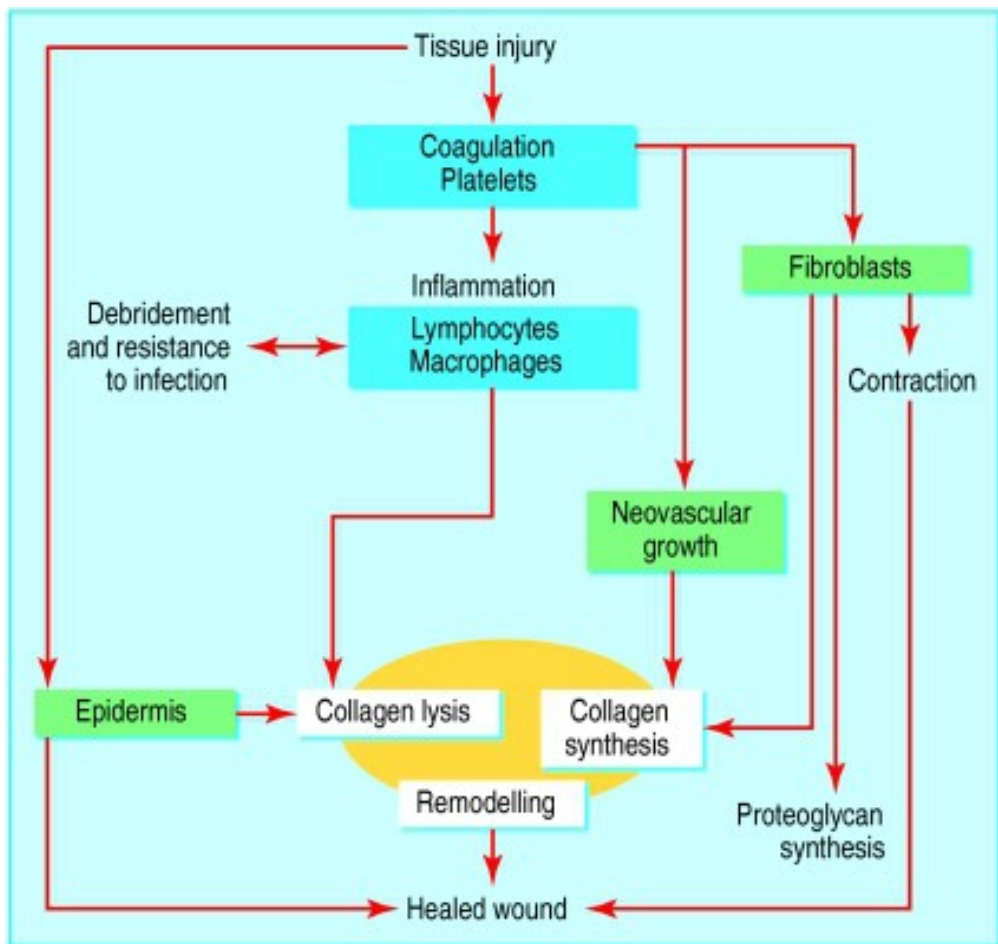 Tissue injury
Coagulation
Platelets
Fibroblasts
Inflammation
Debridement
and resistance
to infection
Lymphocytes
Macrophages
Contraction
Neovascular
growth
Epidermis
Collagen lysis
Collagen
synthesis
Remodelling
Proteoglycan
synthesis
Healed wound